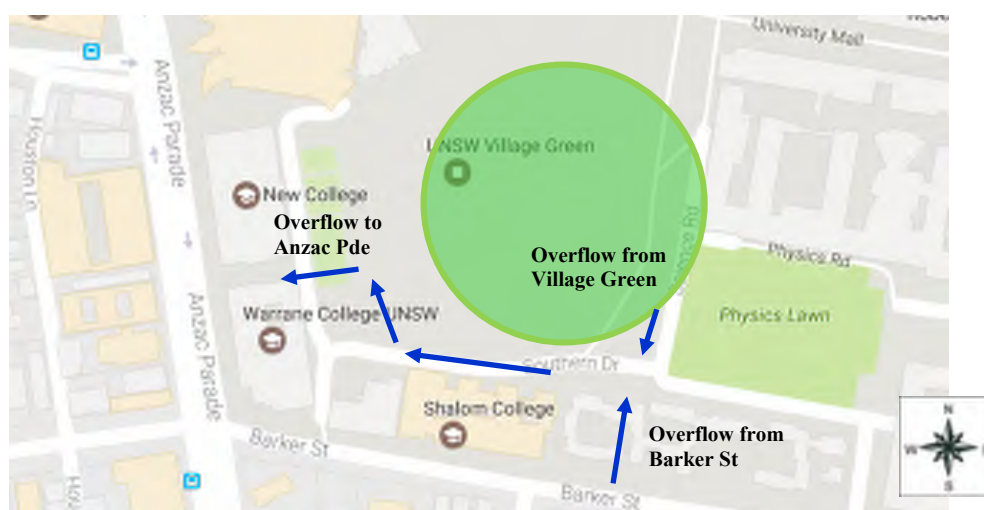 University Mall
Anzac Parade
Houston Ln
UNSW Village Green
New College
Overflow to
Anzac Pde
Overflow from
Village Green
Physics Rd
Physics Lawn
Warrane College UNSW
Anzac Parade
Southern Dr
Shalom College
Overflow from
Barker St
Barker St
Barker St
N
W
S